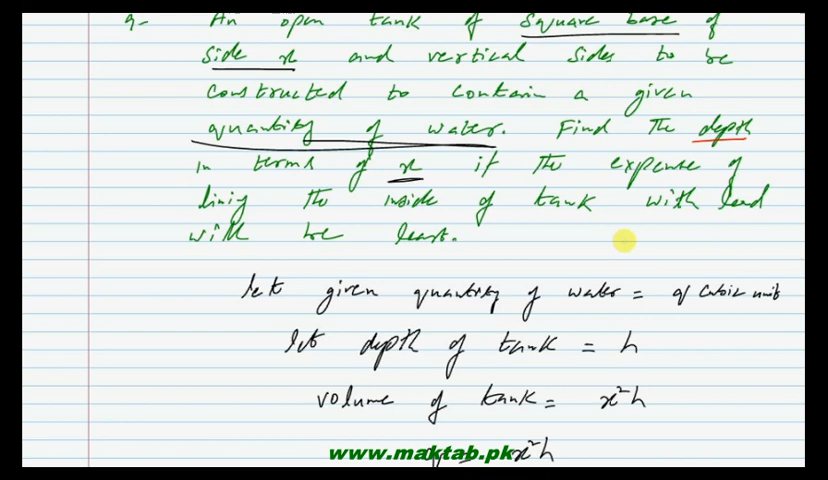 9- An open tank of square base of
side x and vertical sides to be
constructed to contain a given
quantity of water. Find the depth
in terms of x if the expense of
lining the inside of tank with lead
will be least.
let given quantity of water = q cubic unit
let depth of tank = h
volume of tank = x²h
q = x²h
www.maktab.pk